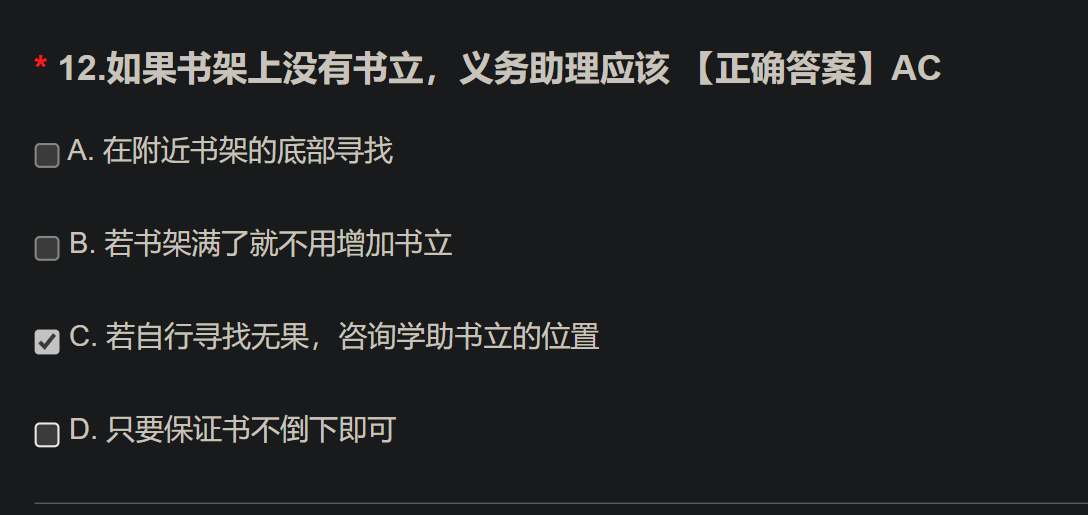 * 12.如果书架上没有书立，义务助理应该 【正确答案】AC
A. 在附近书架的底部寻找
B. 若书架满了就不用增加书立
C. 若自行寻找无果，咨询学助书立的位置
D. 只要保证书不倒下即可